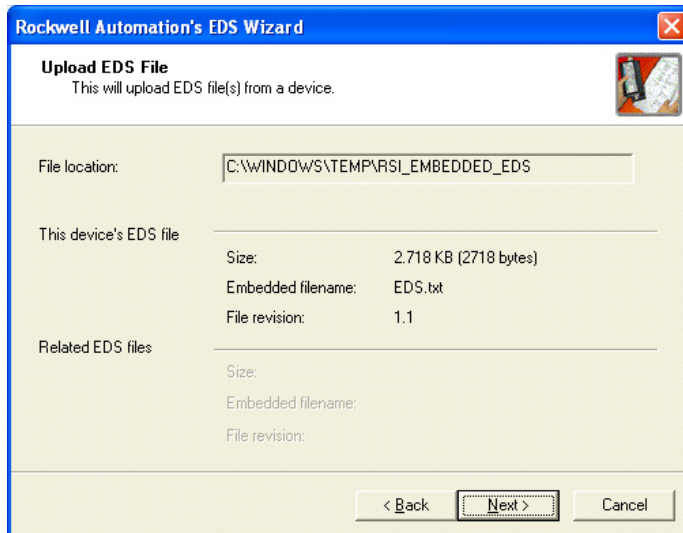 Rockwell Automation's EDS Wizard
Upload EDS File
This will upload EDS file(s) from a device.
File location: C:\WINDOWS\TEMP\RSI_EMBEDDED_EDS
This device's EDS file
Size: 2.718 KB (2718 bytes)
Embedded filename: EDS.txt
File revision: 1.1
Related EDS files
Size:
Embedded filename:
File revision:
< Back Next > Cancel